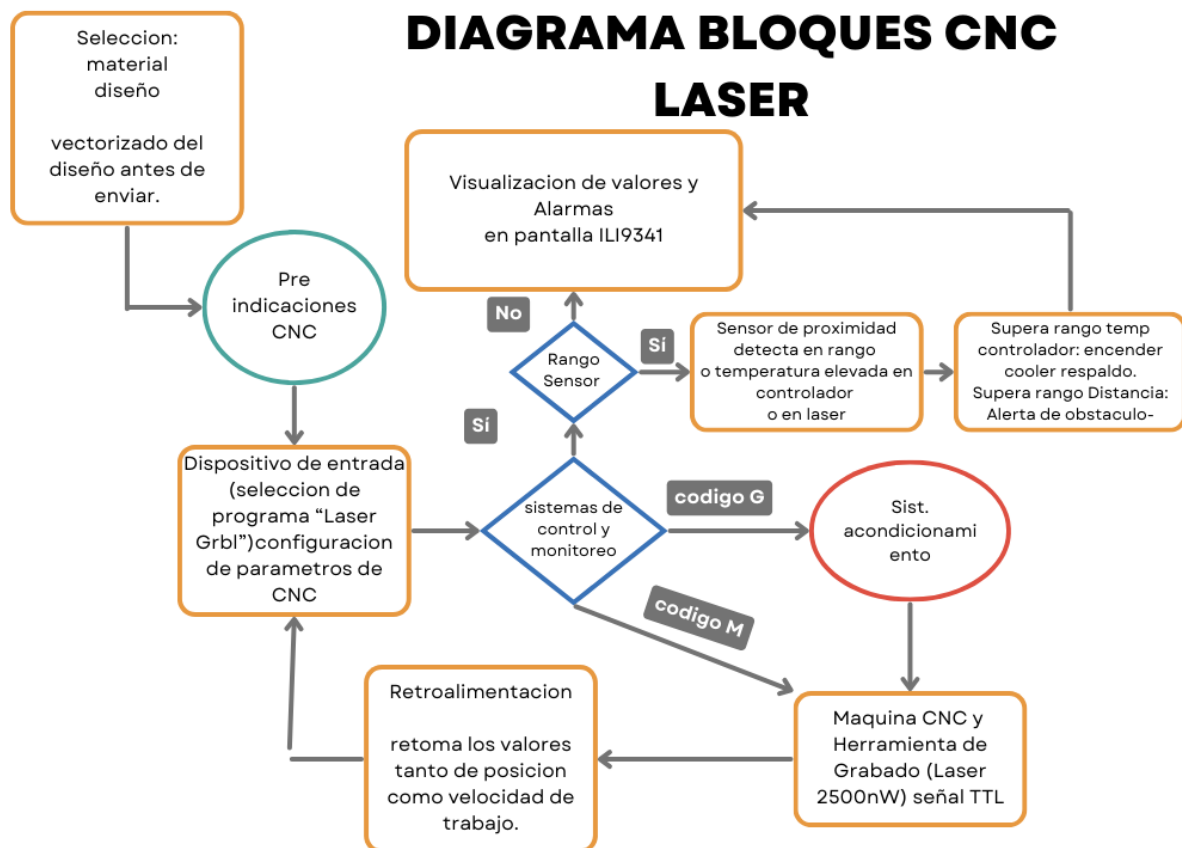 DIAGRAMA BLOQUES CNC
LASER
Seleccion:
material
diseño
vectorizado del
diseño antes de
enviar.
Pre
indicaciones
CNC
Visualizacion de valores y
Alarmas
en pantalla ILI9341
No
Rango
Sensor
Sí
Sensor de proximidad
detecta en rango
o temperatura elevada en
controlador
o en laser
Supera rango temp
controlador: encender
cooler respaldo.
Supera rango Distancia:
Alerta de obstaculo-
Sí
Dispositivo de entrada
(seleccion de
programa “Laser
Grbl”)configuracion
de parametros de
CNC
sistemas de
control y
monitoreo
codigo G
Sist.
acondicionami
ento
codigo M
Retroalimentacion
retoma los valores
tanto de posicion
como velocidad de
trabajo.
Maquina CNC y
Herramienta de
Grabado (Laser
2500nW) señal TTL